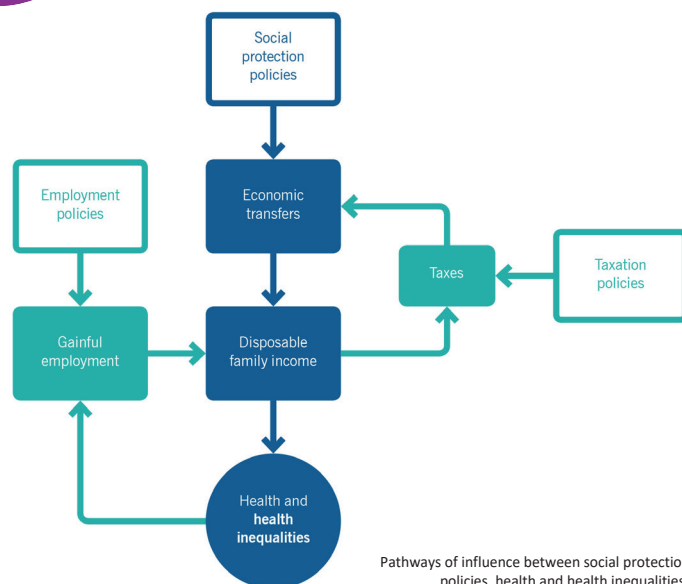 Social
protection
policies
Employment
policies
Economic
transfers
Taxes
Taxation
policies
Gainful
employment
Disposable
family income
Health and
health
inequalities
Pathways of influence between social protectio
policies, health and health inequalities